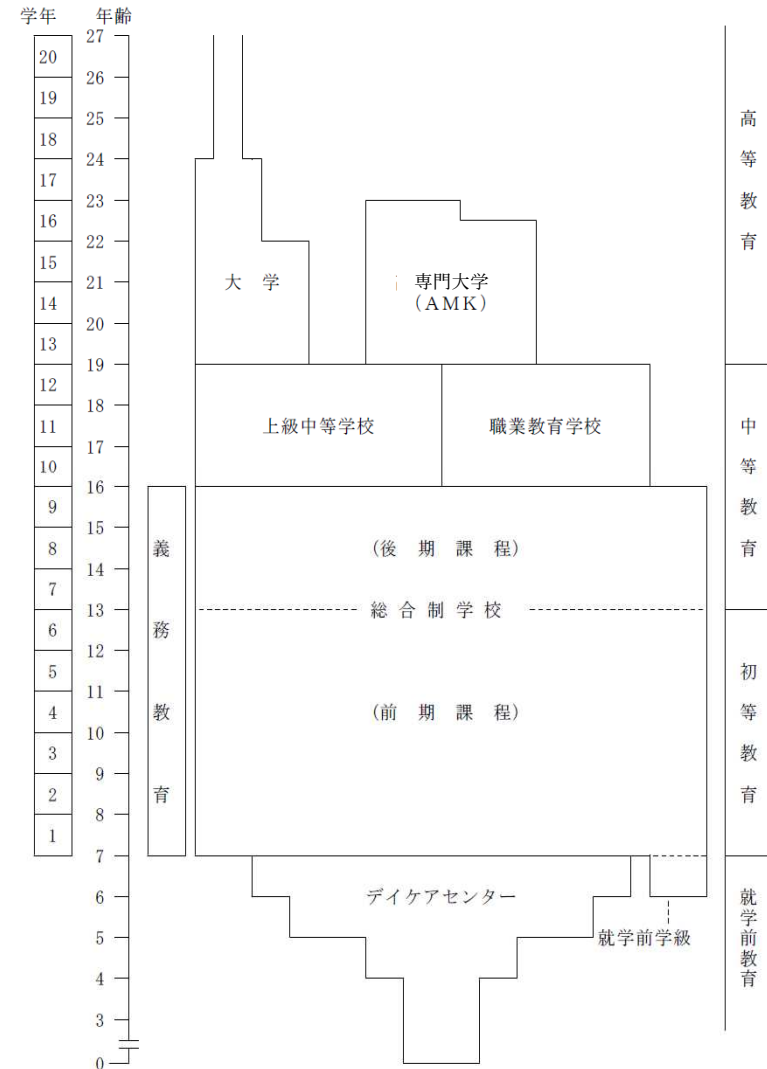 学年 年齢
27
20
26
19
25
18
24
17
23
16
22
15
21
14
20
13
19
12
18
11
17
10
16
9
15
8
14
7
13
6
12
5
11
4
10
3
9
2
8
1
7
6
5
4
3
0
大 学
専門大学
(AMK)
上級中等学校
職業教育学校
義務教育
(後 期 課 程)
総 合 制 学 校
(前 期 課 程)
デイケアセンター
就学前学級
高等教育
中等教育
初等教育
就学前教育